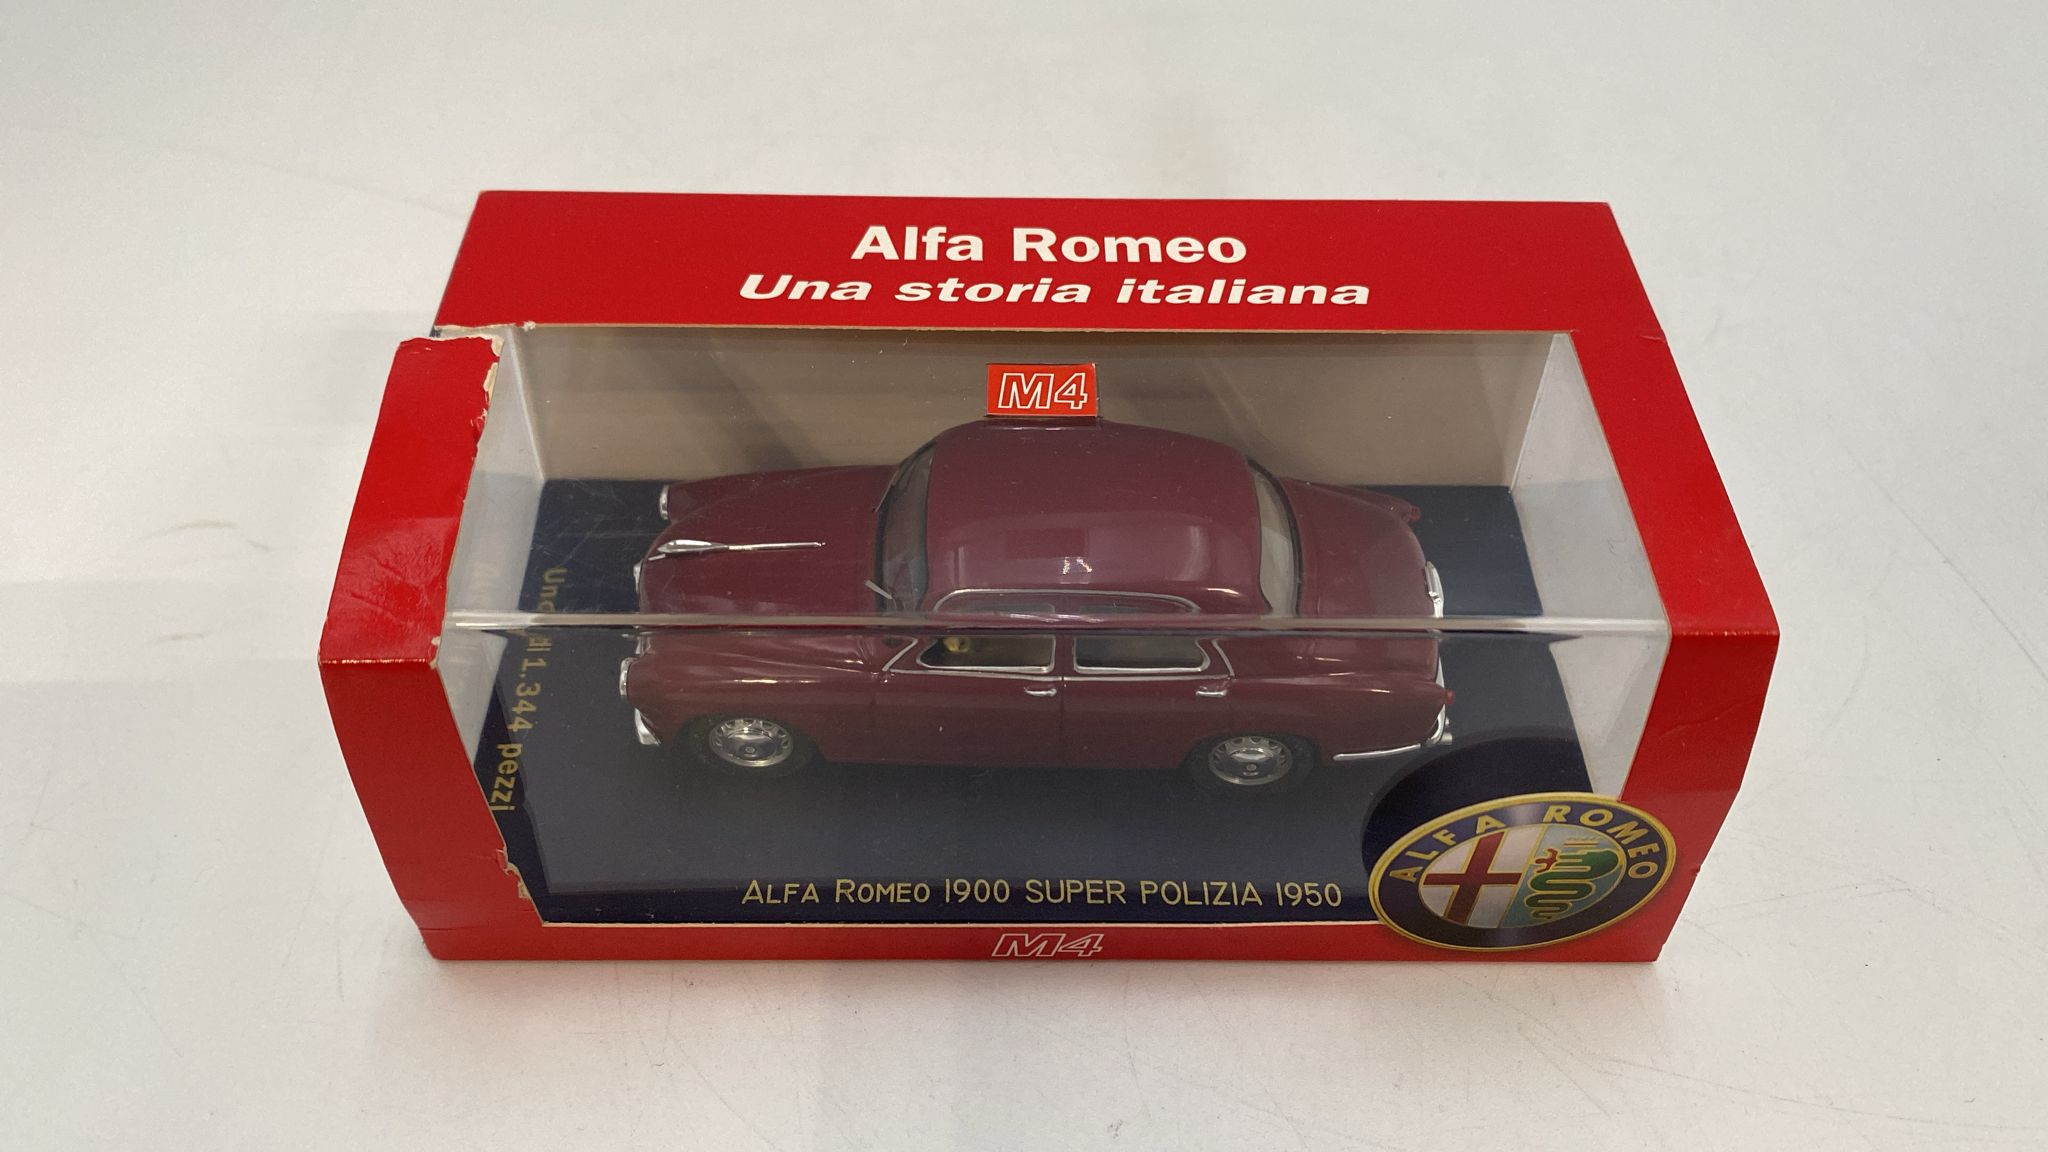 Alfa Romeo
Una storia italiana
M4
1.344 pezzi
ALFA ROMEO 1900 SUPER POLIZIA 1950
ALFA ROMEO
M4